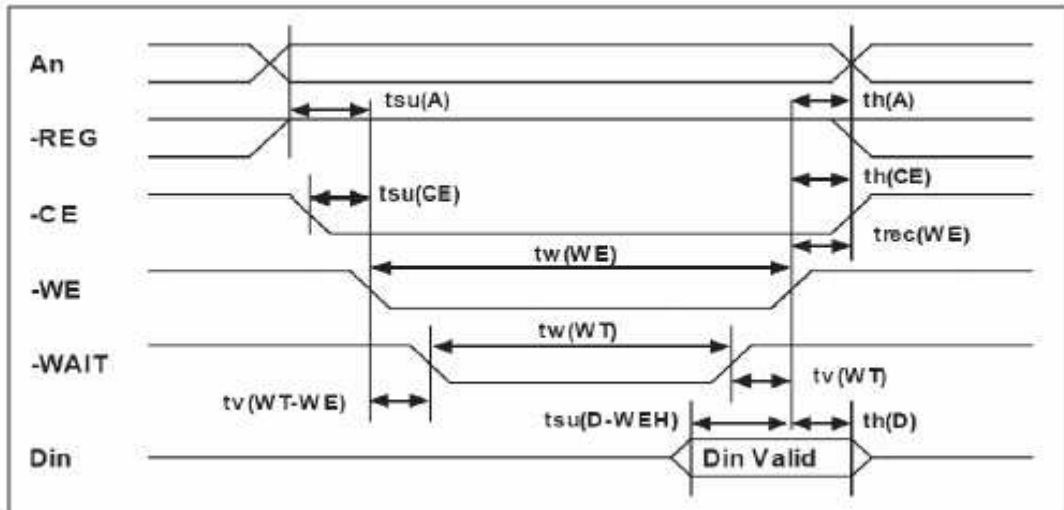 An
tsu(A)
th(A)
-REG
tsu(CE)
th(CE)
-CE
trec(WE)
tw(WE)
-WE
tw(WT)
-WAIT
tv(WT-WE)
tv(WT)
tsu(D-WEH)
th(D)
Din
Din Valid